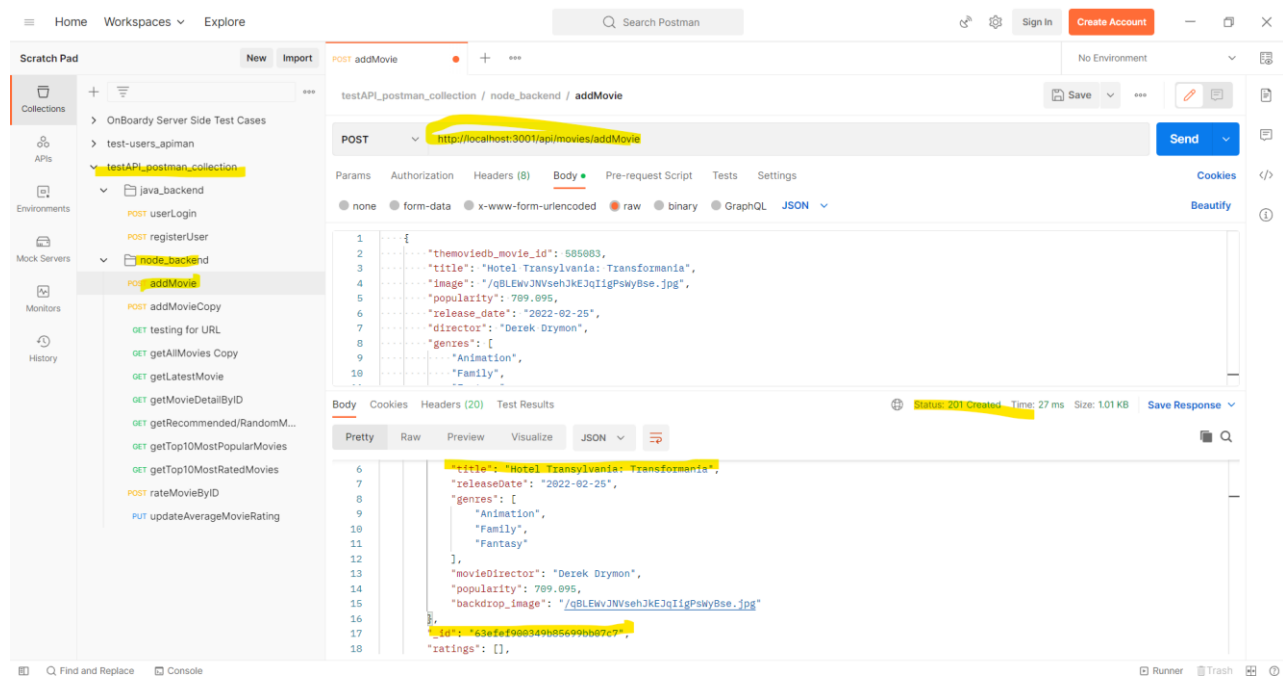 Home Workspaces Explore
Search Postman
Sign In Create Account
Scratch Pad New Import
POST addMovie
No Environment
Collections
APIs
Environments
Mock Servers
Monitors
History
OnBoardy Server Side Test Cases
test-users_apiman
testAPI_postman_collection
java_backend
POST userLogin
POST registerUser
node_backend
POST addMovie
POST addMovieCopy
GET testing for URL
GET getAllMovies Copy
GET getLatestMovie
GET getMovieDetailByID
GET getRecommended/RandomM...
GET getTop10MostPopularMovies
GET getTop10MostRatedMovies
POST rateMovieByID
PUT updateAverageMovieRating
testAPI_postman_collection / node_backend / addMovie
Save
POST http://localhost:3001/api/movies/addMovie Send
Params Authorization Headers (8) Body Pre-request Script Tests Settings Cookies
none form-data x-www-form-urlencoded raw binary GraphQL JSON Beautify
1 {
2 "themoviedb_movie_id": 585083,
3 "title": "Hotel Transylvania: Transformania",
4 "image": "/qBLEWvJNVsehJkEJqIigPsWyBse.jpg",
5 "popularity": 709.095,
6 "release_date": "2022-02-25",
7 "director": "Derek Drymon",
8 "genres": [
9 "Animation",
10 "Family",
Body Cookies Headers (20) Test Results Status: 201 Created Time: 27 ms Size: 1.01 KB Save Response
Pretty Raw Preview Visualize JSON
6 "title": "Hotel Transylvania: Transformania",
7 "releaseDate": "2022-02-25",
8 "genres": [
9 "Animation",
10 "Family",
11 "Fantasy"
12 ],
13 "movieDirector": "Derek Drymon",
14 "popularity": 709.095,
15 "backdrop_image": "/qBLEWvJNVsehJkEJqIigPsWyBse.jpg"
16 },
17 "_id": "63efef900349b85699bb07c7",
18 "ratings": [],
Find and Replace Console Runner Trash